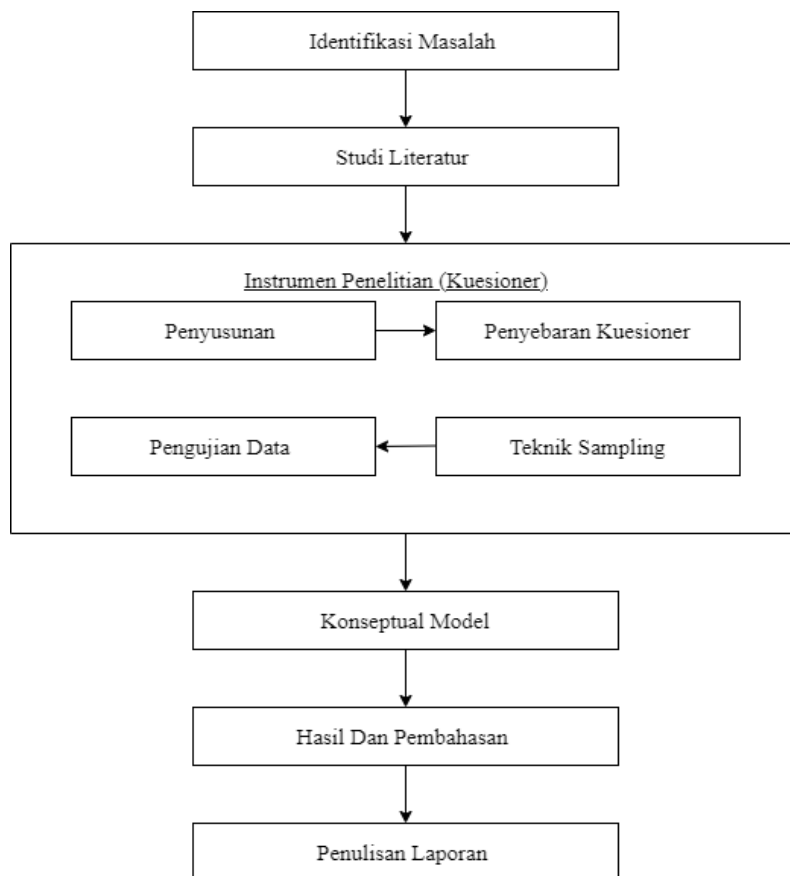 Identifikasi Masalah
Studi Literatur
Instrumen Penelitian (Kuesioner)
Penyusunan
Penyebaran Kuesioner
Pengujian Data
Teknik Sampling
Konseptual Model
Hasil Dan Pembahasan
Penulisan Laporan